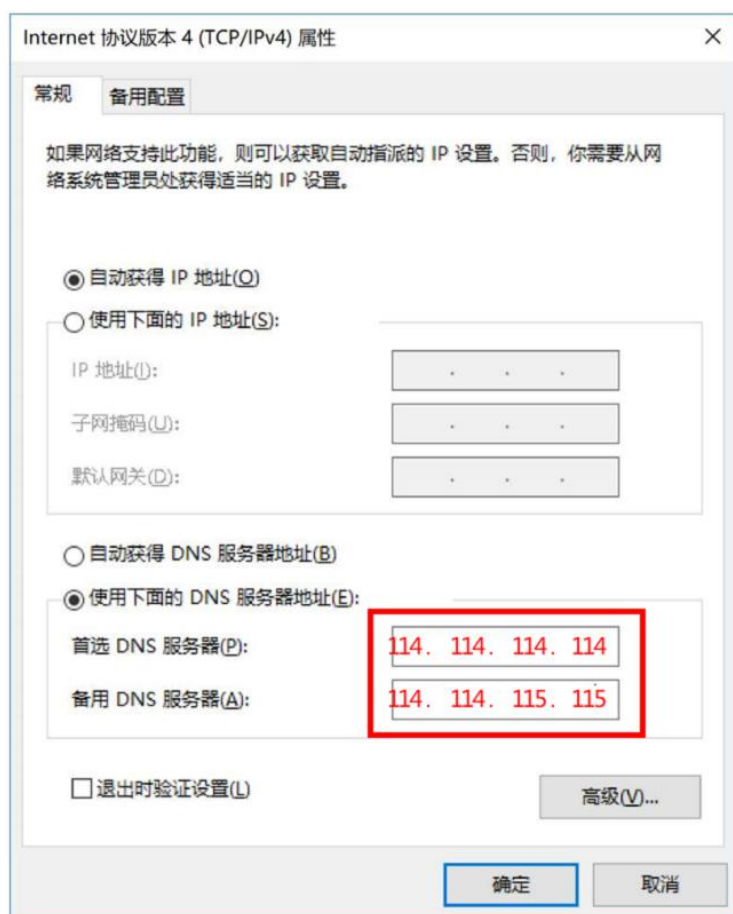 Internet 协议版本 4 (TCP/IPv4) 属性
常规
备用配置
如果网络支持此功能，则可以获取自动指派的 IP 设置。否则，你需要从网
络系统管理员处获得适当的 IP 设置。
自动获得 IP 地址(O)
使用下面的 IP 地址(S):
IP 地址(I):
子网掩码(U):
默认网关(D):
自动获得 DNS 服务器地址(B)
使用下面的 DNS 服务器地址(E):
首选 DNS 服务器(P): 114. 114. 114. 114
备用 DNS 服务器(A): 114. 114. 115. 115
退出时验证设置(L)
高级(V)...
确定 取消